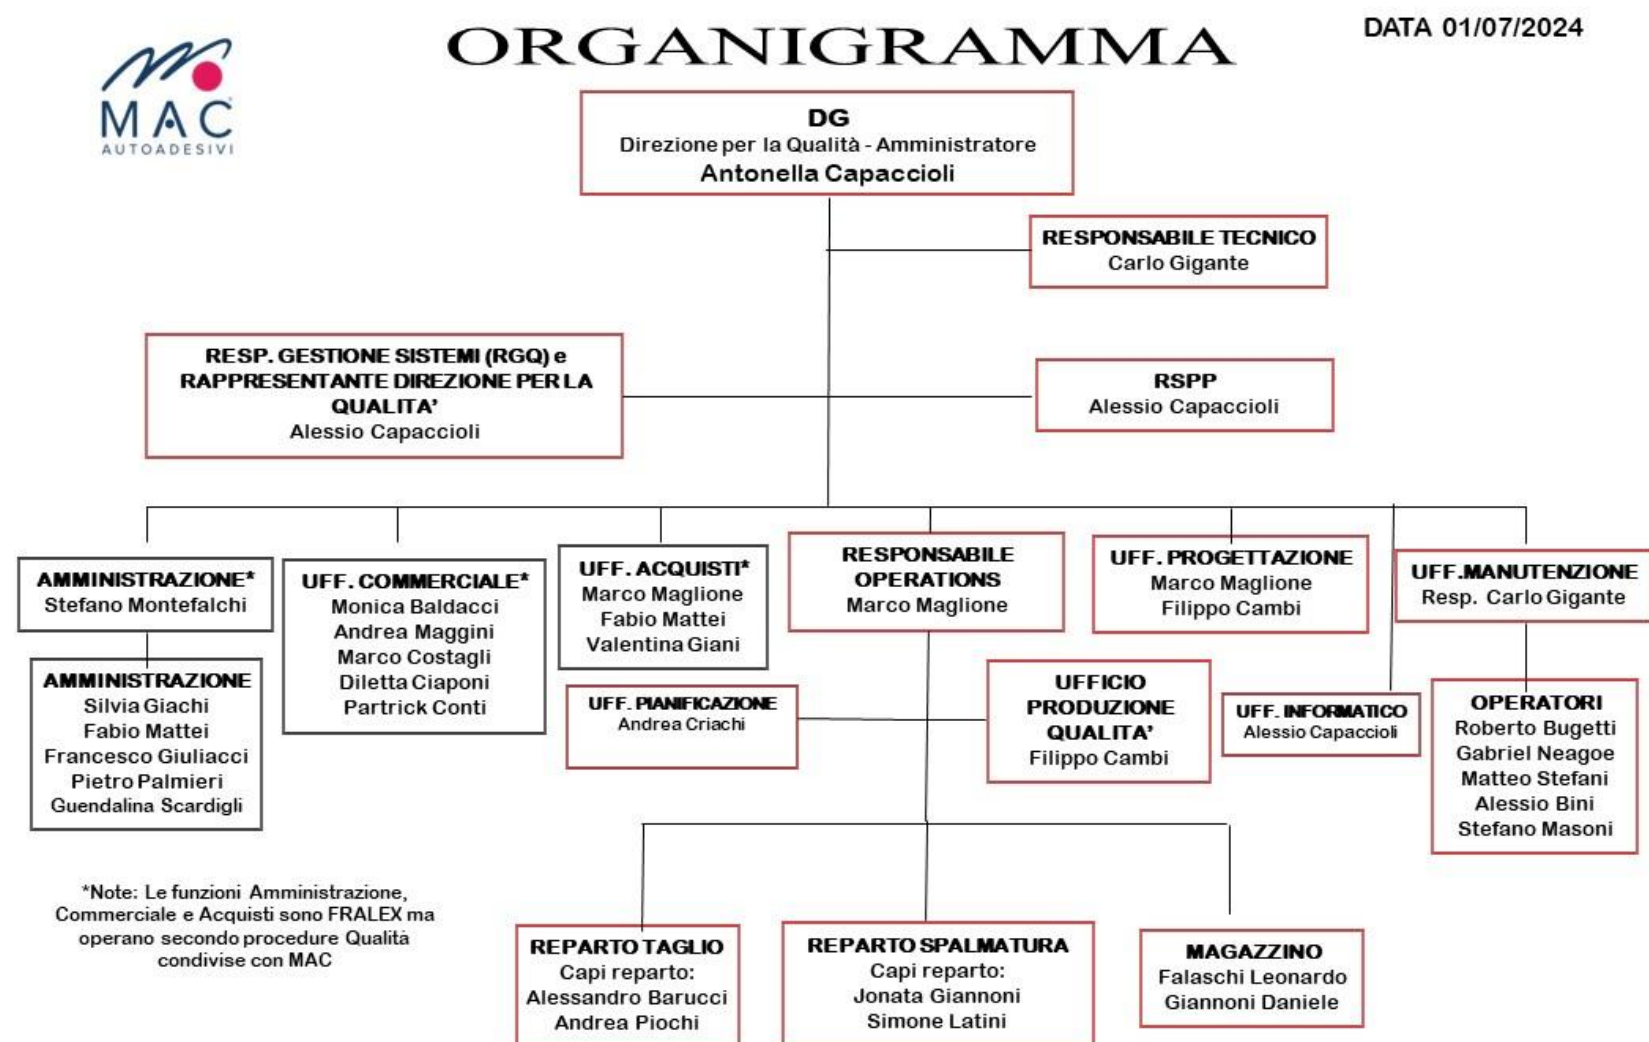 ORGANIGRAMMA
DATA 01/07/2024
MAC
AUTOADESIVI
DG
Direzione per la Qualità - Amministratore
Antonella Capaccioli
RESPONSABILE TECNICO
Carlo Gigante
RESP. GESTIONE SISTEMI (RGQ) e
RAPPRESENTANTE DIREZIONE PER LA
QUALITA'
Alessio Capaccioli
RSPP
Alessio Capaccioli
AMMINISTRAZIONE*
Stefano Montefalchi
UFF. COMMERCIALE*
Monica Baldacci
Andrea Maggini
Marco Costagli
Diletta Ciaponi
Partrick Conti
UFF. ACQUISTI*
Marco Maglione
Fabio Mattei
Valentina Giani
RESPONSABILE
OPERATIONS
Marco Maglione
UFF. PROGETTAZIONE
Marco Maglione
Filippo Cambi
UFF.MANUTENZIONE
Resp. Carlo Gigante
AMMINISTRAZIONE
Silvia Giachi
Fabio Mattei
Francesco Giuliacci
Pietro Palmieri
Guendalina Scardigli
UFF. PIANIFICAZIONE
Andrea Criachi
UFFICIO
PRODUZIONE
QUALITA'
Filippo Cambi
UFF. INFORMATICO
Alessio Capaccioli
OPERATORI
Roberto Bugetti
Gabriel Neagoe
Matteo Stefani
Alessio Bini
Stefano Masoni
*Note: Le funzioni Amministrazione,
Commerciale e Acquisti sono FRALEX ma
operano secondo procedure Qualità
condivise con MAC
REPARTO TAGLIO
Capi reparto:
Alessandro Barucci
Andrea Piochi
REPARTO SPALMATURA
Capi reparto:
Jonata Giannoni
Simone Latini
MAGAZZINO
Falaschi Leonardo
Giannoni Daniele